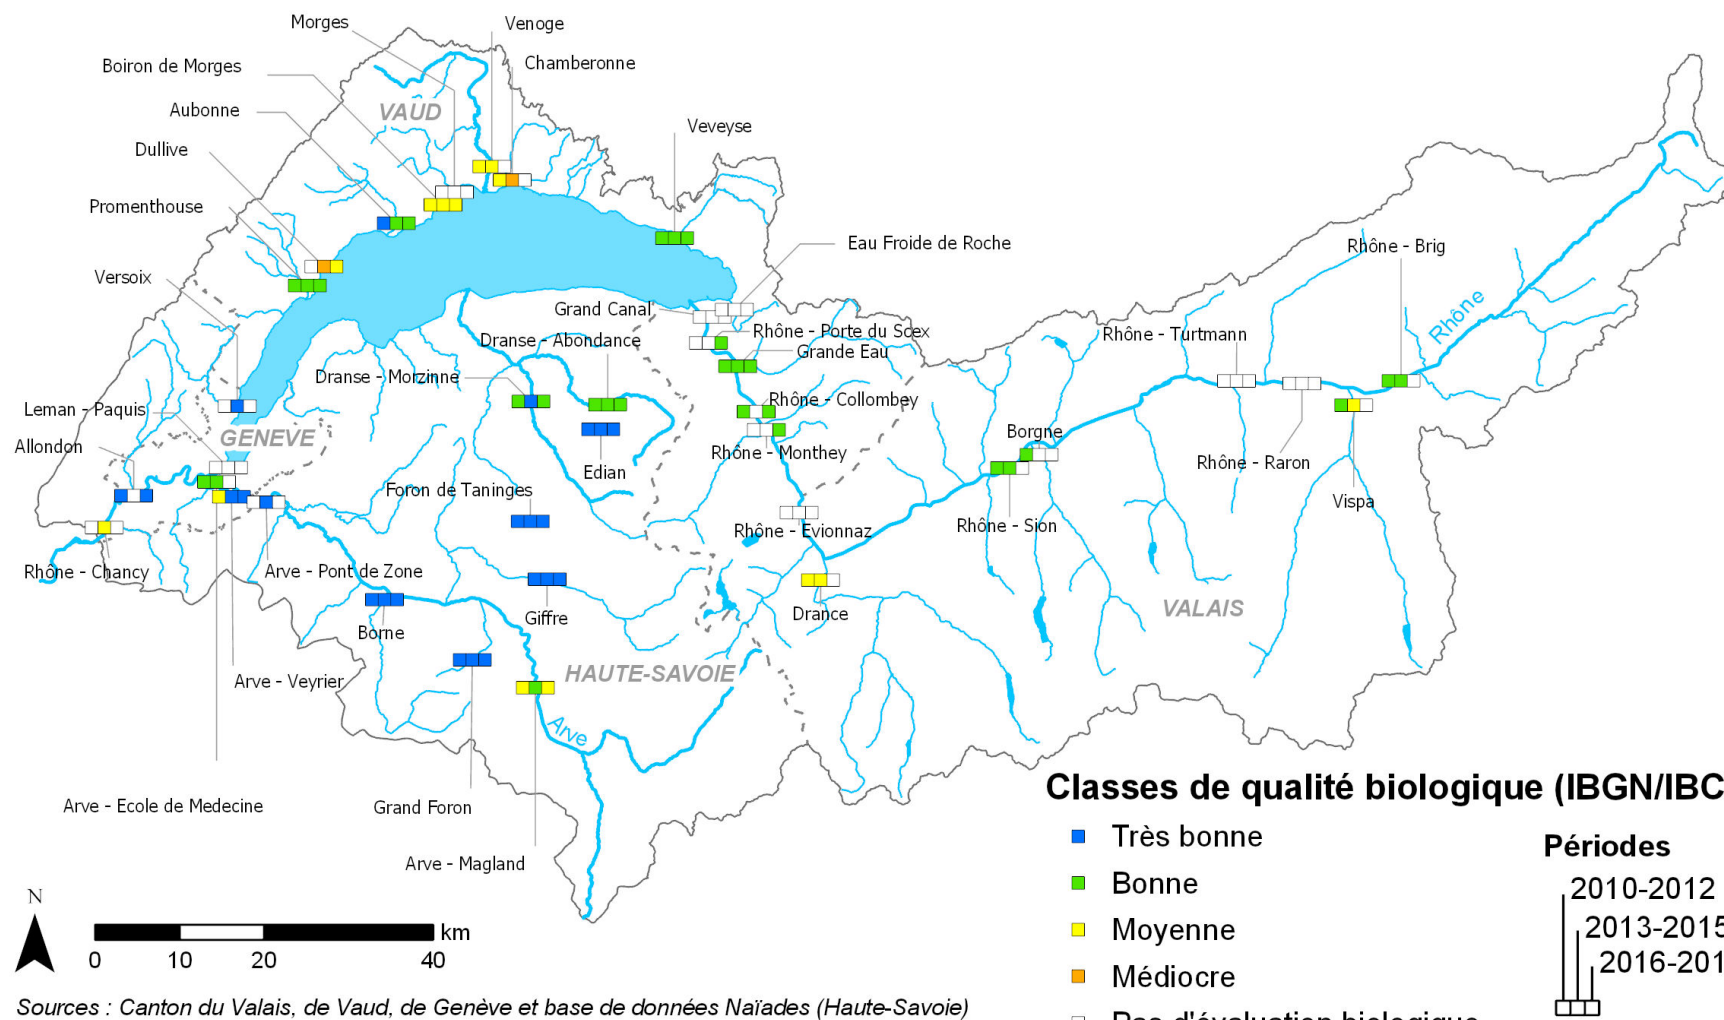 Morges
Venoge
Boiron de Morges
Chamberonne
VAUD
Aubonne
Veveyse
Dullive
Promenthouse
Eau Froide de Roche
Rhône - Brig
Versoix
Grand Canal
Rhône
Rhône - Porte du Scex
Rhône - Turtmann
Dranse - Abondance
Grande Eau
Dranse - Morzinne
Rhône - Collombey
Leman - Paquis
GENEVE
Borgne
Allondon
Rhône - Monthey
Edian
Rhône - Raron
Foron de Taninges
Vispa
Rhône - Evionnaz
Rhône - Sion
Rhône - Chancy
Arve - Pont de Zone
Giffre
Drance
VALAIS
Borne
HAUTE-SAVOIE
Arve - Veyrier
Arve
Arve - Ecole de Medecine
Grand Foron
Arve - Magland
Classes de qualité biologique (IBGN/IBC
Très bonne
Bonne
Moyenne
Médiocre
Pas d'évaluation biologique
Périodes
2010-2012
2013-2015
2016-201
N
km
0 10 20 40
Sources : Canton du Valais, de Vaud, de Genève et base de données Naïades (Haute-Savoie)